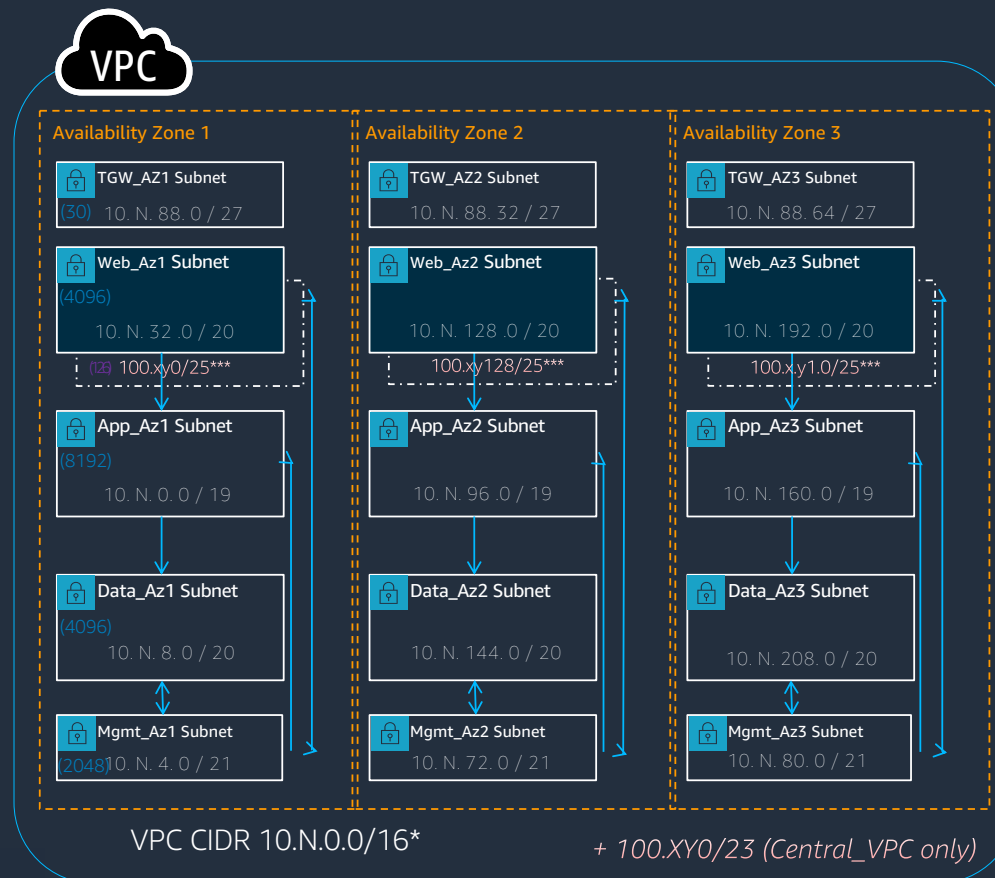 VPC
Availability Zone 1
TGW_AZ1 Subnet
(30) 10. N. 88. 0 / 27
Web_Az1 Subnet
(4096)
10. N. 32 .0 / 20
(126) 100.xy0/25***
App_Az1 Subnet
(8192)
10. N. 0. 0 / 19
Data_Az1 Subnet
(4096)
10. N. 8. 0 / 20
Mgmt_Az1 Subnet
(2048) 10. N. 4. 0 / 21
Availability Zone 2
TGW_AZ2 Subnet
10. N. 88. 32 / 27
Web_Az2 Subnet
10. N. 128 .0 / 20
100.xy128/25***
App_Az2 Subnet
10. N. 96 .0 / 19
Data_Az2 Subnet
10. N. 144. 0 / 20
Mgmt_Az2 Subnet
10. N. 72. 0 / 21
Availability Zone 3
TGW_AZ3 Subnet
10. N. 88. 64 / 27
Web_Az3 Subnet
10. N. 192 .0 / 20
100.x.y1.0/25***
App_Az3 Subnet
10. N. 160. 0 / 19
Data_Az3 Subnet
10. N. 208. 0 / 20
Mgmt_Az3 Subnet
10. N. 80. 0 / 21
VPC CIDR 10.N.0.0/16*
+ 100.XY0/23 (Central_VPC only)